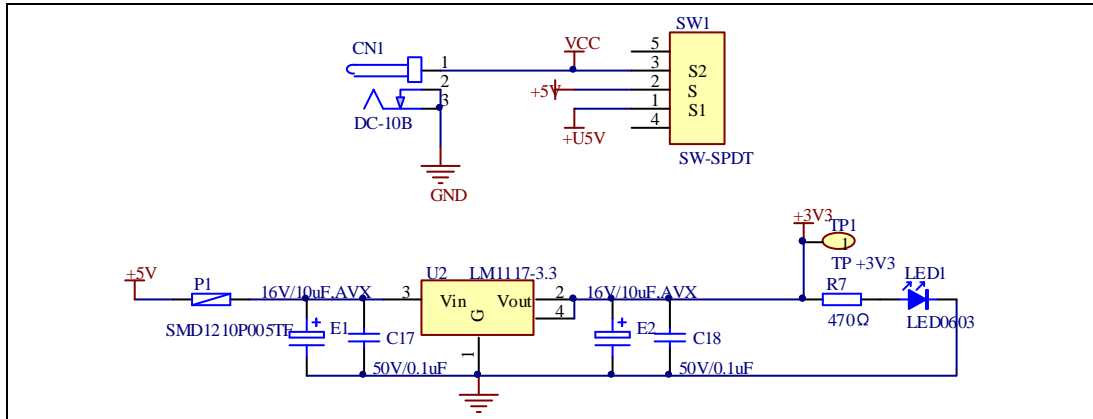 SW1
CN1
VCC
5
1
3
S2
2
+5V
2
S
3
1
S1
DC-10B
+U5V
4
SW-SPDT
GND
+3V3
TP1
1
+5V
P1
U2
LM1117-3.3
TP +3V3
LED1
16V/10uF,AVX
3
Vin
Vout
2
16V/10uF,AVX
R7
4
G
SMD1210P005TF
+
E1
C17
+
E2
C18
470Ω
LED0603
1
50V/0.1uF
50V/0.1uF